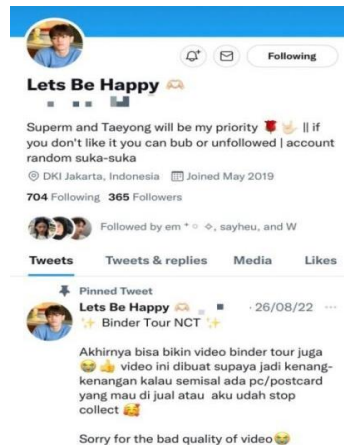 Following
Lets Be Happy 🫶🏻
Superm and Taeyong will be my priority 🌹🤟🏻 || if
you don't like it you can bub or unfollowed | account
random suka-suka
DKI Jakarta, Indonesia Joined May 2019
704 Following 365 Followers
Followed by em ⁺ ○ ⟡, sayheu, and W
Tweets Tweets & replies Media Likes
Pinned Tweet
Lets Be Happy 🫶🏻 · 26/08/22 ···
✨ Binder Tour NCT ✨
Akhirnya bisa bikin video binder tour juga
😭👍 video ini dibuat supaya jadi kenang-
kenangan kalau semisal ada pc/postcard
yang mau di jual atau aku udah stop
collect 🥰
Sorry for the bad quality of video😭